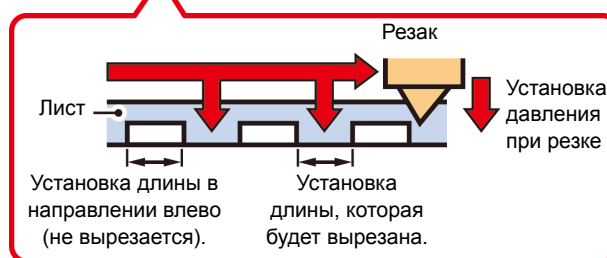 Резак
Лист
Установка
давления
при резке
Установка длины в
направлении влево
(не вырезается).
Установка
длины, которая
будет вырезана.